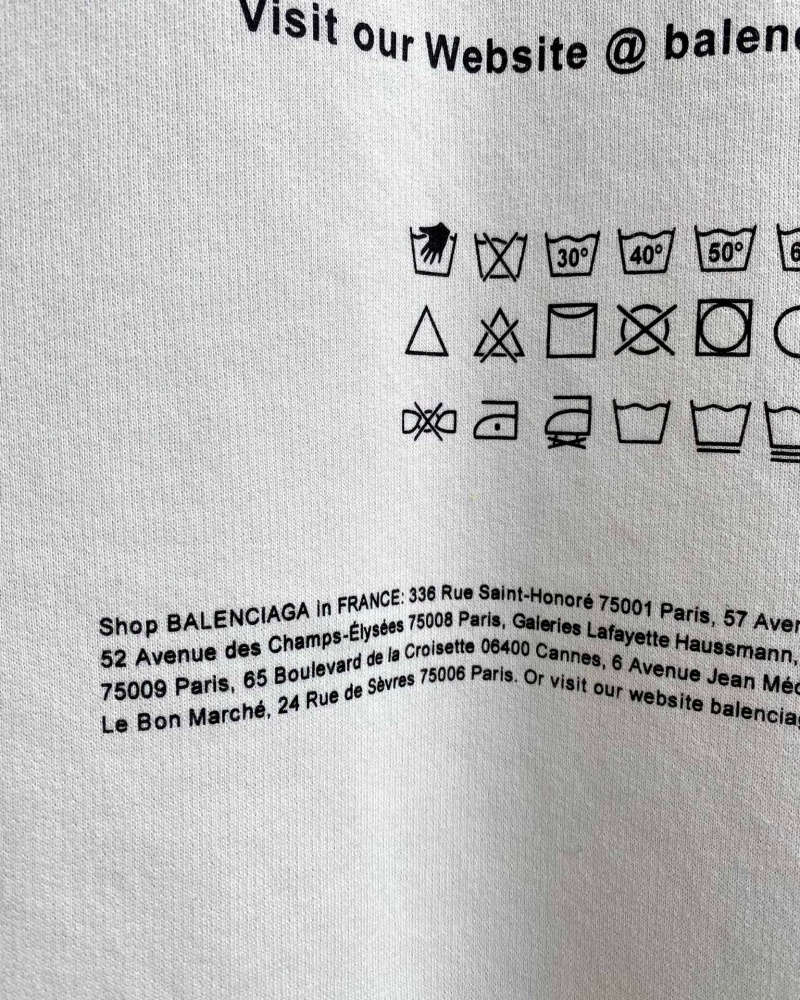 Visit our Website @ balen
30° 40° 50° 6
Shop BALENCIAGA in FRANCE: 336 Rue Saint-Honoré 75001 Paris, 57 Aven
52 Avenue des Champs-Élysées 75008 Paris, Galeries Lafayette Haussmann,
75009 Paris, 65 Boulevard de la Croisette 06400 Cannes, 6 Avenue Jean Méd
Le Bon Marché, 24 Rue de Sèvres 75006 Paris. Or visit our website balenciag